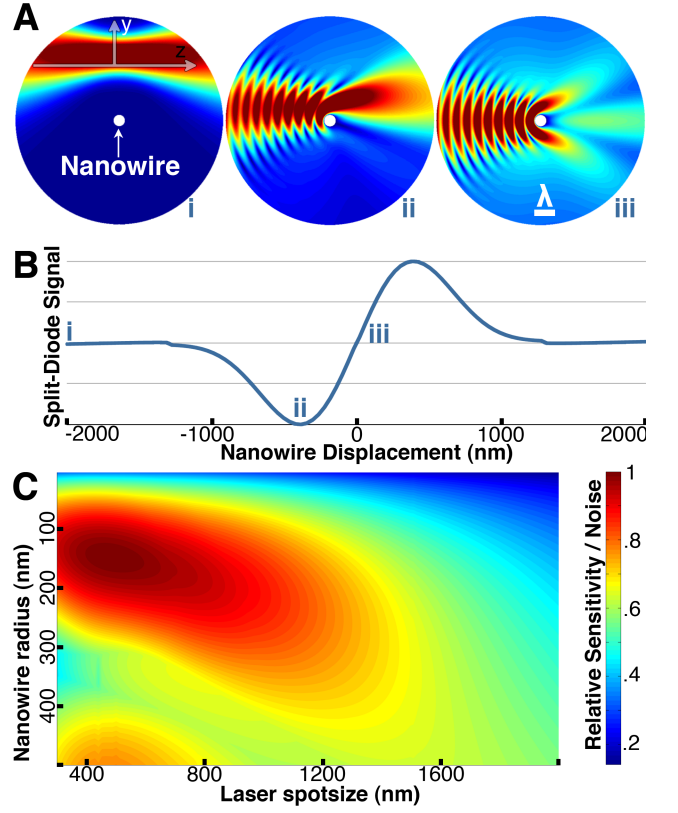 A
y
z
Nanowire
i
ii
λ
iii
B
Split-Diode Signal
i
ii
iii
-2000
-1000
0
1000
2000
Nanowire Displacement (nm)
C
Nanowire radius (nm)
100
200
300
400
400
800
1200
1600
Laser spotsize (nm)
Relative Sensitivity / Noise
1
.8
.6
.4
.2